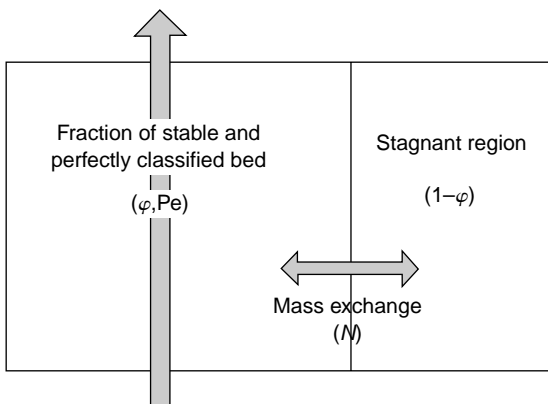 Fraction of stable and
perfectly classified bed
(φ,Pe)
Stagnant region
(1–φ)
Mass exchange
(N)